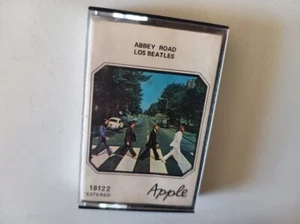 ABBEY ROAD
LOS BEATLES
18122
ESTEREO
Apple